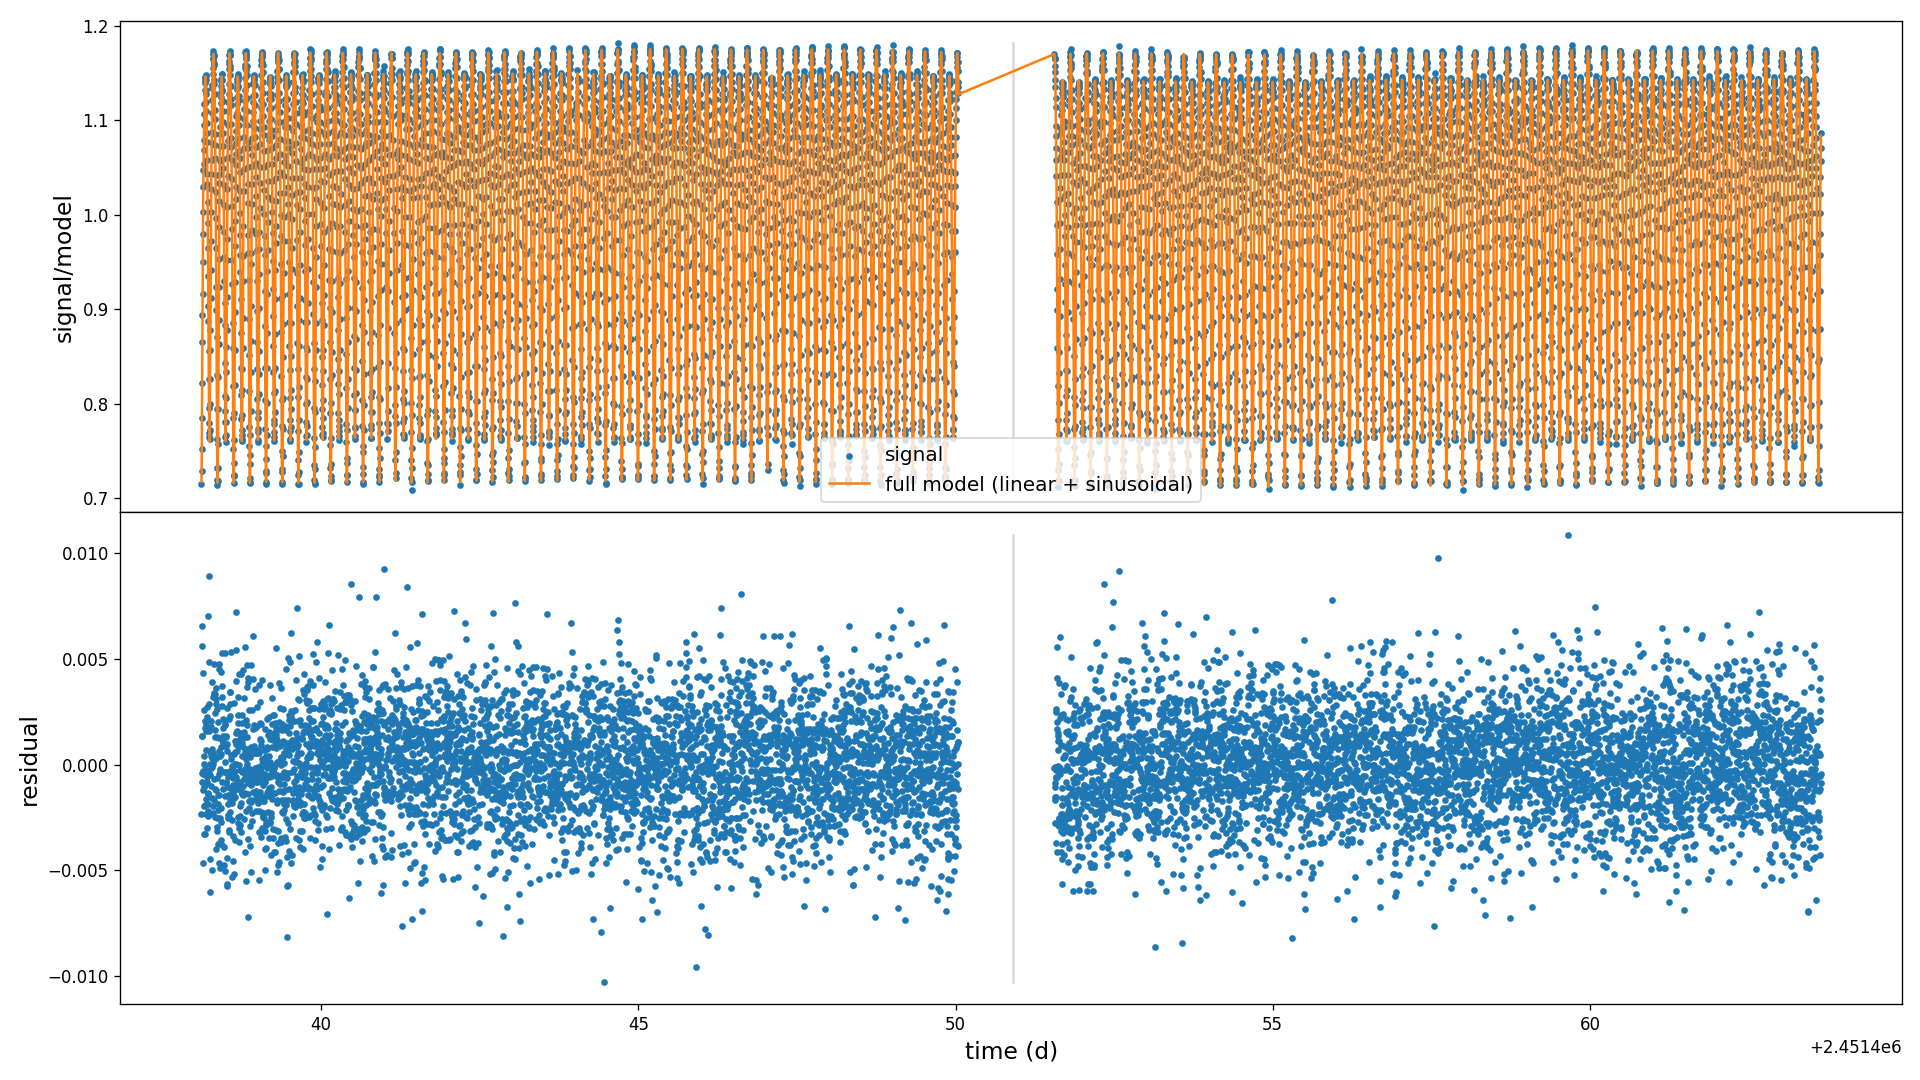 1.2
1.1
1.0
0.9
0.8
0.7
signal/model
signal
full model (linear + sinusoidal)
0.010
0.005
0.000
−0.005
−0.010
residual
40
45
50
55
60
time (d)
+2.4514e6